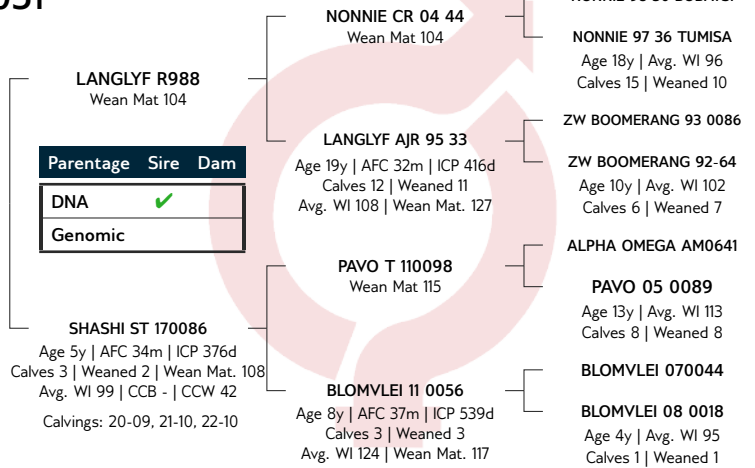 NONNIE CR 04 44
Wean Mat 104
NONNIE 97 36 TUMISA
Age 18y | Avg. WI 96
Calves 15 | Weaned 10
LANGLYF R988
Wean Mat 104
ZW BOOMERANG 93 0086
LANGLYF AJR 95 33
Age 19y | AFC 32m | ICP 416d
Calves 12 | Weaned 11
Avg. WI 108 | Wean Mat. 127
ZW BOOMERANG 92-64
Age 10y | Avg. WI 102
Calves 6 | Weaned 7
Parentage Sire Dam
DNA ✔
Genomic
ALPHA OMEGA AM0641
PAVO T 110098
Wean Mat 115
PAVO 05 0089
Age 13y | Avg. WI 113
Calves 8 | Weaned 8
SHASHI ST 170086
Age 5y | AFC 34m | ICP 376d
Calves 3 | Weaned 2 | Wean Mat. 108
Avg. WI 99 | CCB - | CCW 42
Calvings: 20-09, 21-10, 22-10
BLOMVLEI 070044
BLOMVLEI 11 0056
Age 8y | AFC 37m | ICP 539d
Calves 3 | Weaned 3
Avg. WI 124 | Wean Mat. 117
BLOMVLEI 08 0018
Age 4y | Avg. WI 95
Calves 1 | Weaned 1